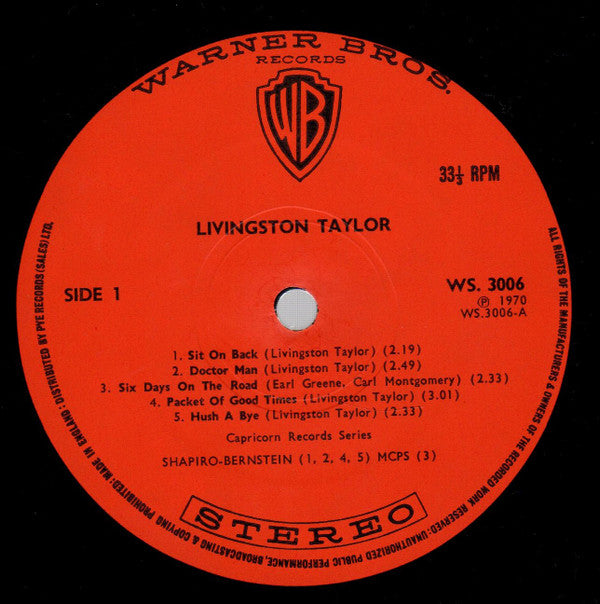 WARNER BROS.
RECORDS
WB
33⅓ RPM
LIVINGSTON TAYLOR
SIDE 1
WS. 3006
Ⓟ 1970
WS.3006-A
1. Sit On Back (Livingston Taylor) (2.19)
2. Doctor Man (Livingston Taylor) (2.49)
3. Six Days On The Road (Earl Greene, Carl Montgomery) (2.33)
4. Packet Of Good Times (Livingston Taylor) (3.01)
5. Hush A Bye (Livingston Taylor) (2.33)
Capricorn Records Series
SHAPIRO-BERNSTEIN (1, 2, 4, 5) MCPS (3)
STEREO
ALL RIGHTS OF THE MANUFACTURERS & OWNERS OF THE RECORDED WORK RESERVED: UNAUTHORIZED PUBLIC PERFORMANCE, BROADCASTING & COPYING PROHIBITED: MADE IN ENGLAND: DISTRIBUTED BY PYE RECORDS (SALES) LTD.